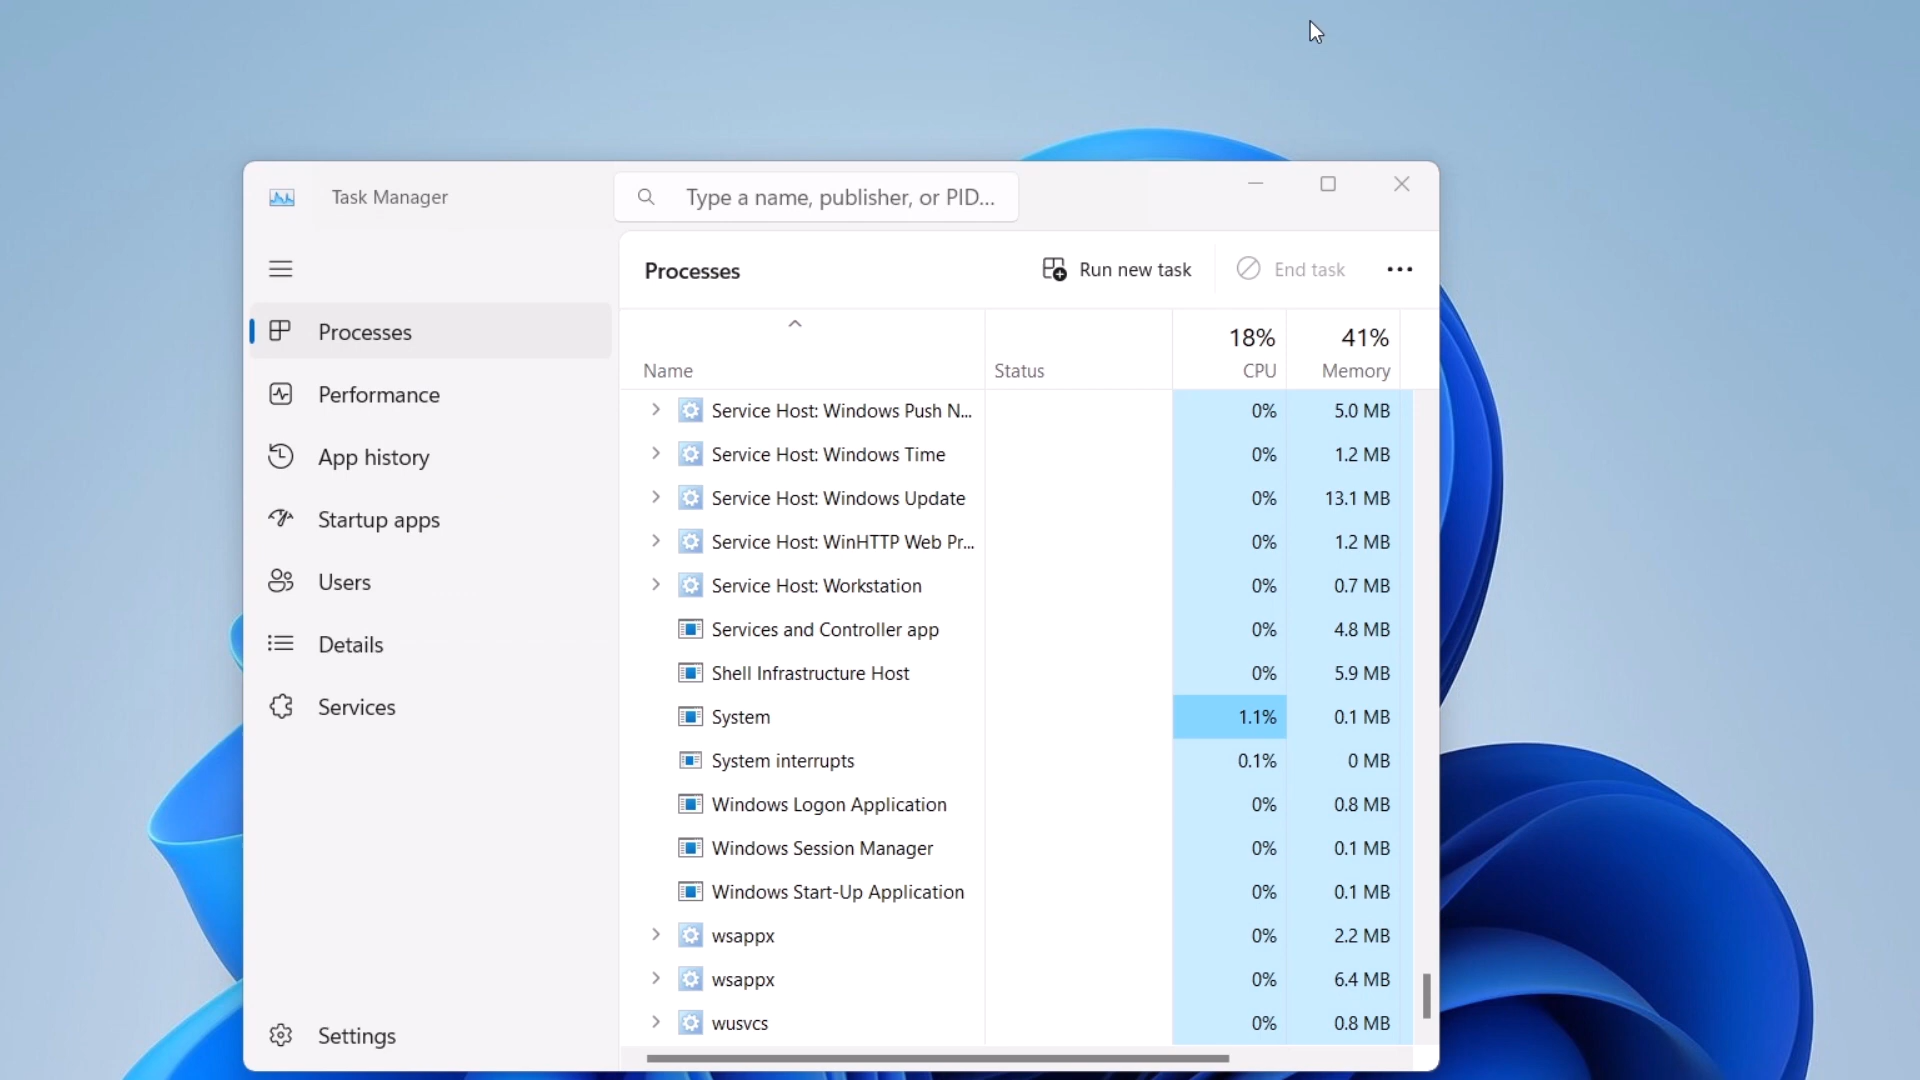 Task Manager
Type a name, publisher, or PID...
Processes
Run new task
End task
Processes
Performance
App history
Startup apps
Users
Details
Services
Settings
18% 41%
Name Status CPU Memory
Service Host: Windows Push N... 0% 5.0 MB
Service Host: Windows Time 0% 1.2 MB
Service Host: Windows Update 0% 13.1 MB
Service Host: WinHTTP Web Pr... 0% 1.2 MB
Service Host: Workstation 0% 0.7 MB
Services and Controller app 0% 4.8 MB
Shell Infrastructure Host 0% 5.9 MB
System 1.1% 0.1 MB
System interrupts 0.1% 0 MB
Windows Logon Application 0% 0.8 MB
Windows Session Manager 0% 0.1 MB
Windows Start-Up Application 0% 0.1 MB
wsappx 0% 2.2 MB
wsappx 0% 6.4 MB
wusvcs 0% 0.8 MB